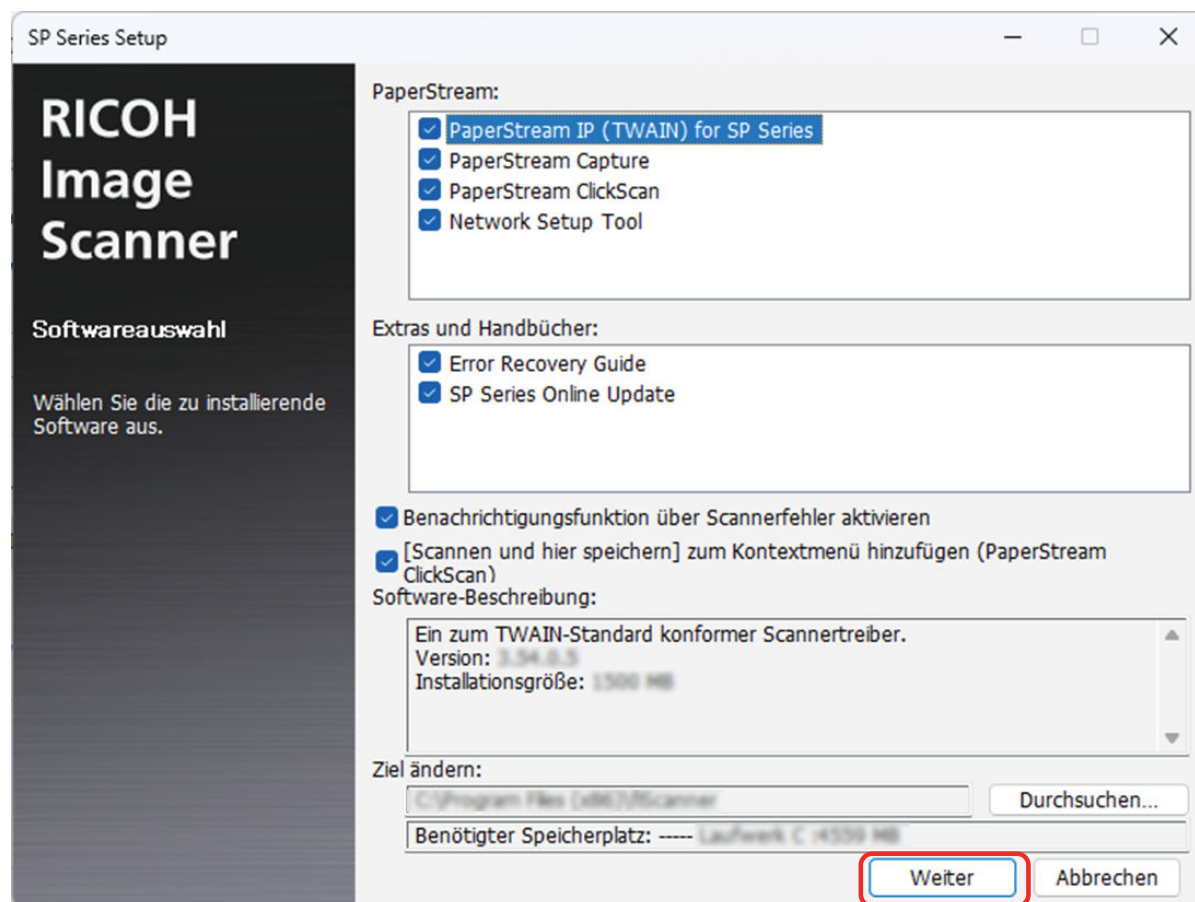 SP Series Setup
RICOH
Image
Scanner
Softwareauswahl
Wählen Sie die zu installierende
Software aus.
PaperStream:
PaperStream IP (TWAIN) for SP Series
PaperStream Capture
PaperStream ClickScan
Network Setup Tool
Extras und Handbücher:
Error Recovery Guide
SP Series Online Update
Benachrichtigungsfunktion über Scannerfehler aktivieren
[Scannen und hier speichern] zum Kontextmenü hinzufügen (PaperStream
ClickScan)
Software-Beschreibung:
Ein zum TWAIN-Standard konformer Scannertreiber.
Version:
Installationsgröße:
Ziel ändern:
Durchsuchen...
Benötigter Speicherplatz: -----
Weiter
Abbrechen